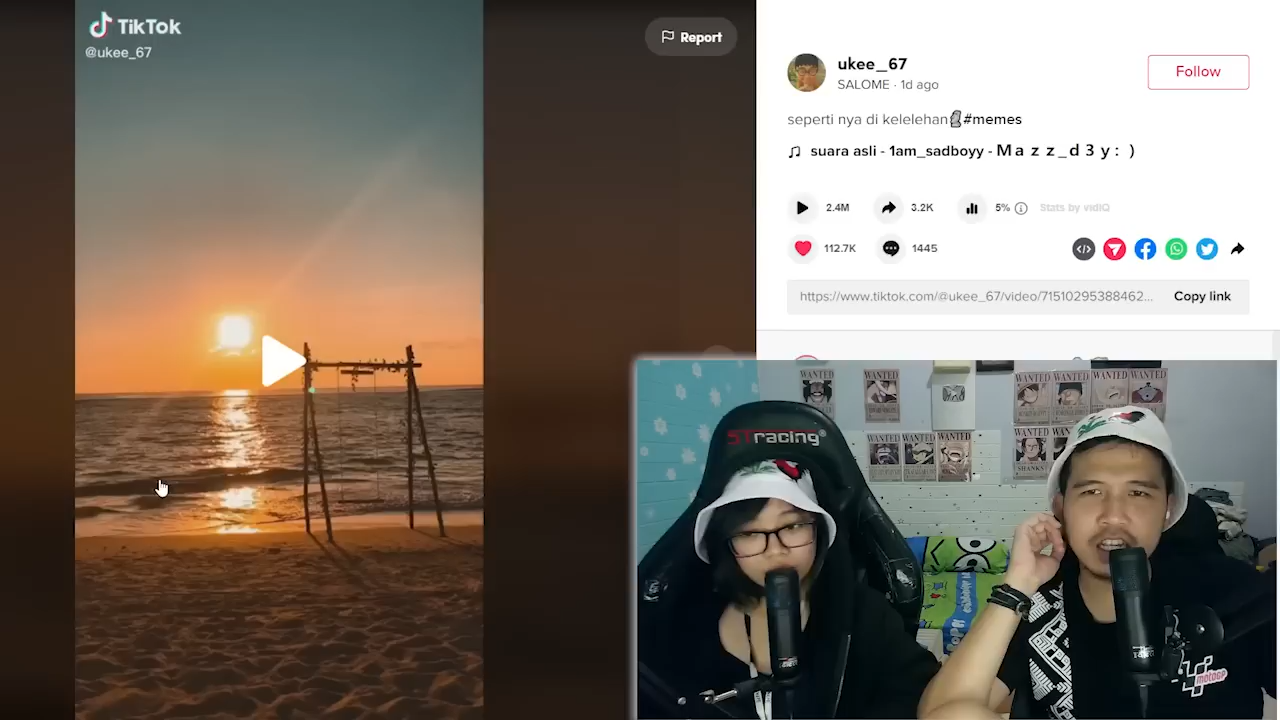 TikTok
@ukee_67
Report
ukee_67
SALOME · 1d ago
Follow
seperti nya di kelelehan🗿#memes
♫ suara asli - 1am_sadboyy - M a z z _ d 3 y : )
2.4M
3.2K
5%
Stats by vidIQ
112.7K
1445
https://www.tiktok.com/@ukee_67/video/71510295388462...
Copy link
WANTED
WANTED
WANTED WANTED WANTED WANTED
WANTED WANTED WANTED
WANTED
SHANKS
STracing
motoGP